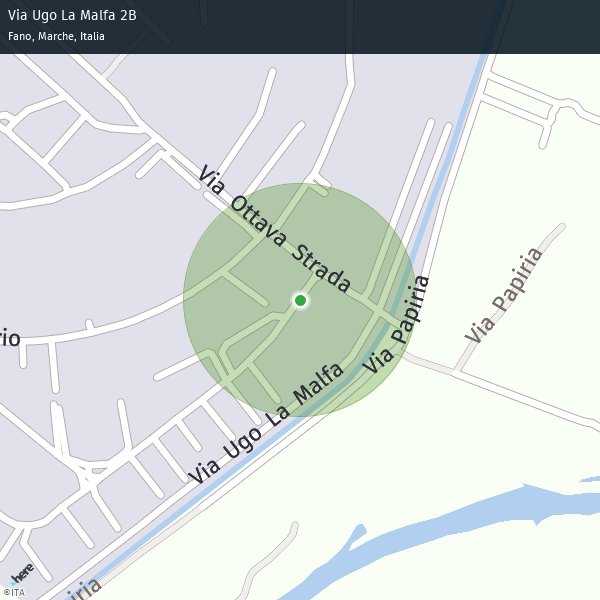 Via Ugo La Malfa 2B
Fano, Marche, Italia
Via Ottava Strada
Via Papiria
Via Papiria
rio
Via Ugo La Malfa
here
iria
©ITA